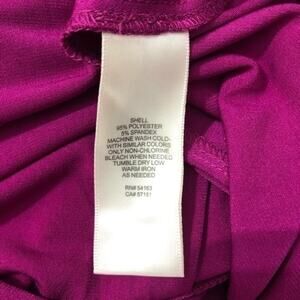 SHELL
95% POLYESTER
5% SPANDEX
MACHINE WASH COLD-
WITH SIMILAR COLORS
ONLY NON-CHLORINE
BLEACH WHEN NEEDED
TUMBLE DRY LOW
WARM IRON
AS NEEDED
RN# 54163
CA# 57151